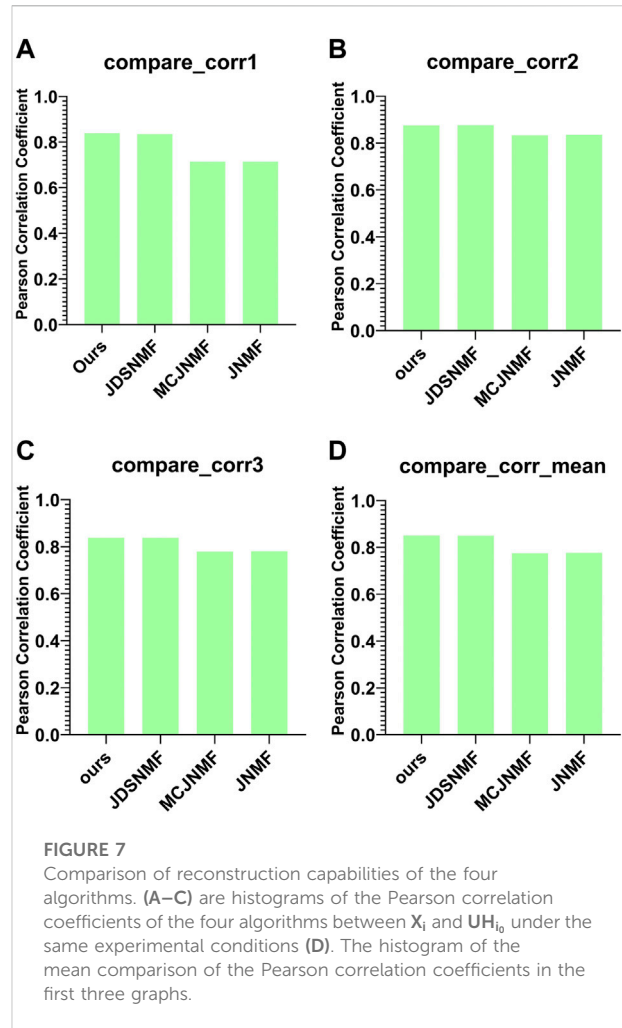 A
compare_corr1
Pearson Correlation Coefficient
1.0
0.8
0.6
0.4
0.2
0.0
Ours
JDSNMF
MCJNMF
JNMF
B
compare_corr2
Pearson Correlation Coefficient
1.0
0.8
0.6
0.4
0.2
0.0
ours
JDSNMF
MCJNMF
JNMF
C
compare_corr3
Pearson Correlation Coefficient
1.0
0.8
0.6
0.4
0.2
0.0
ours
JDSNMF
MCJNMF
JNMF
D
compare_corr_mean
Pearson Correlation Coefficient
1.0
0.8
0.6
0.4
0.2
0.0
ours
JDSNMF
MCJNMF
JNMF
FIGURE 7
Comparison of reconstruction capabilities of the four
algorithms. (A–C) are histograms of the Pearson correlation
coefficients of the four algorithms between Xi and UHi0 under the
same experimental conditions (D). The histogram of the
mean comparison of the Pearson correlation coefficients in the
first three graphs.